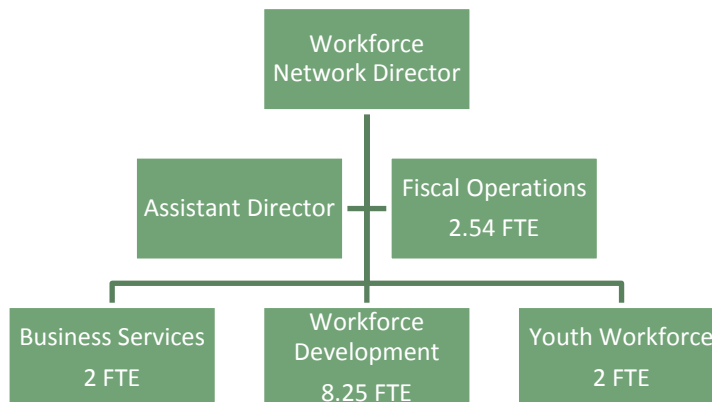 Workforce
Network Director
Assistant Director
Fiscal Operations
2.54 FTE
Business Services
2 FTE
Workforce
Development
8.25 FTE
Youth Workforce
2 FTE